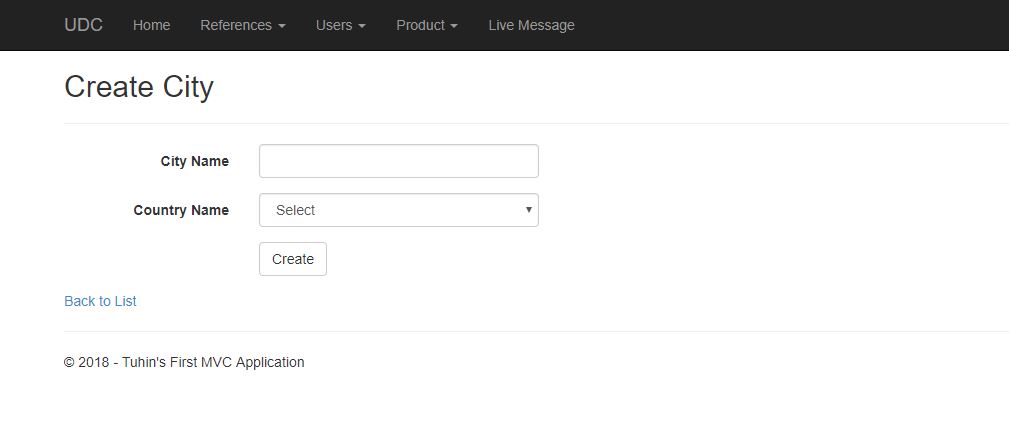 UDC Home References Users Product Live Message
Create City
City Name
Country Name Select
Create
Back to List
© 2018 - Tuhin's First MVC Application